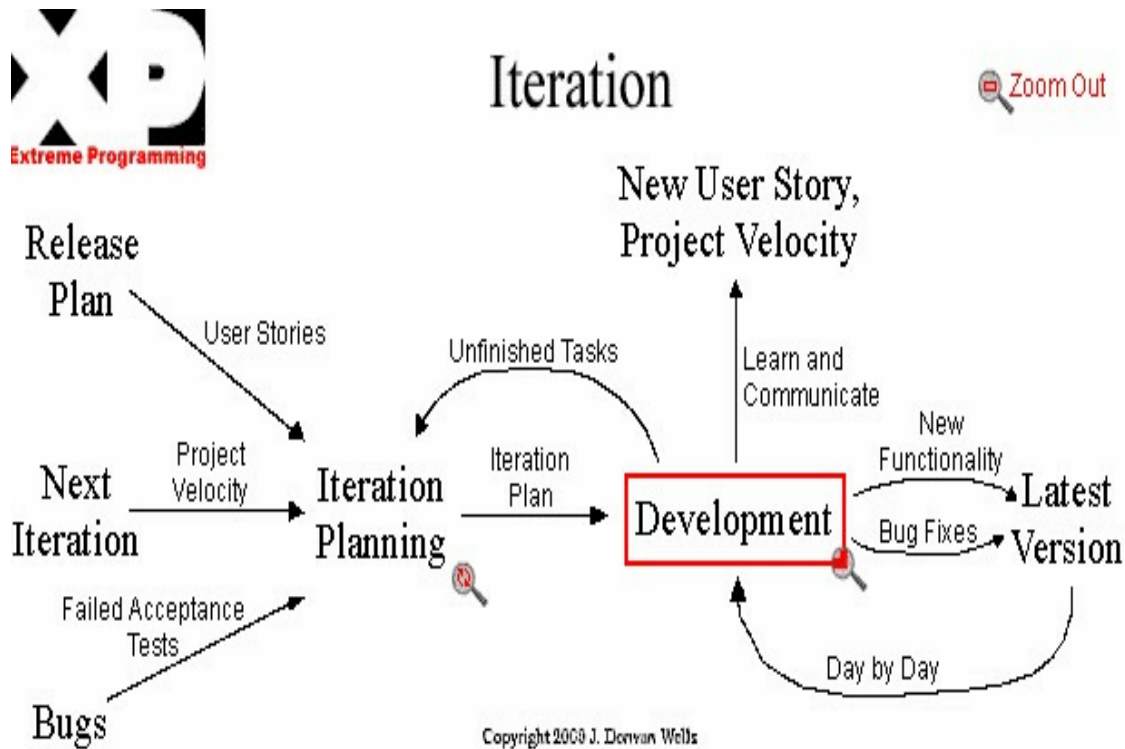 XP
Extreme Programming
Iteration
Zoom Out
New User Story,
Project Velocity
Release
Plan
User Stories
Unfinished Tasks
Learn and
Communicate
Next
Iteration
Project
Velocity
Iteration
Planning
Iteration
Plan
Development
New
Functionality
Bug Fixes
Latest
Version
Failed Acceptance
Tests
Bugs
Day by Day
Copyright 2000 J. Donvan Wells